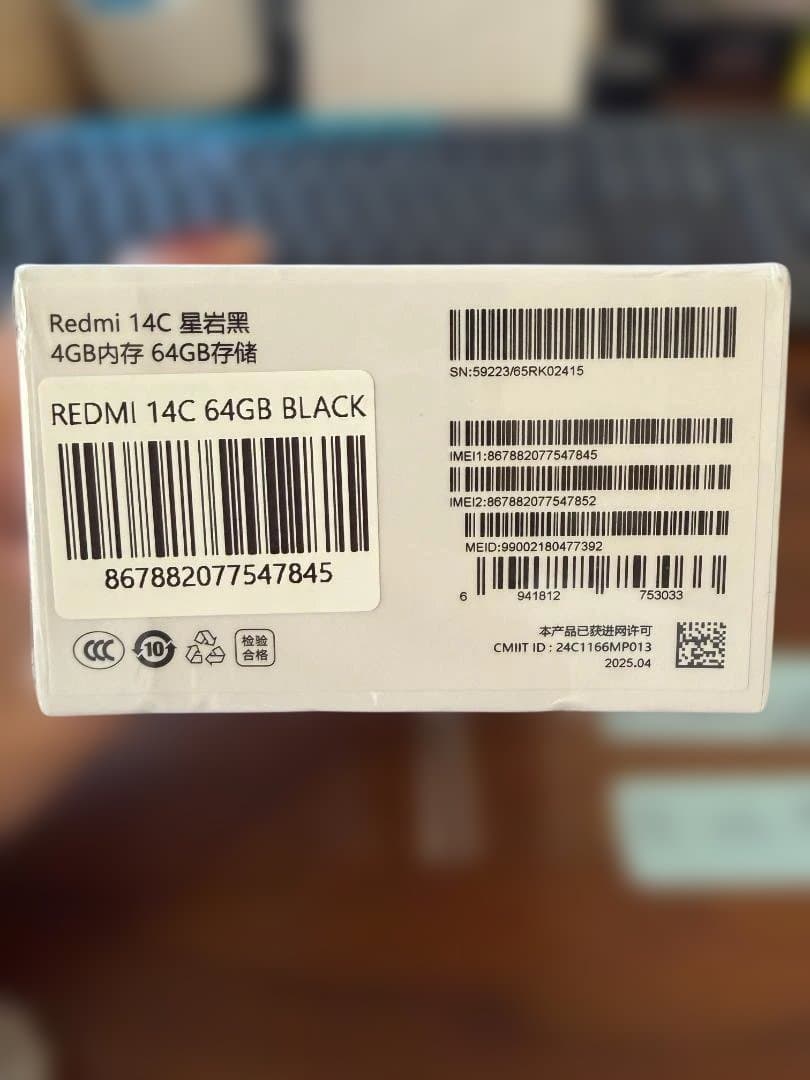 Redmi 14C 星岩黑
4GB内存 64GB存储
REDMI 14C 64GB BLACK
867882077547845
CCC
10
检验
合格
SN:59223/65RK02415
IMEI1:867882077547845
IMEI2:867882077547852
MEID:99002180477392
6 941812 753033
本产品已获进网许可
CMIIT ID : 24C1166MP013
2025.04